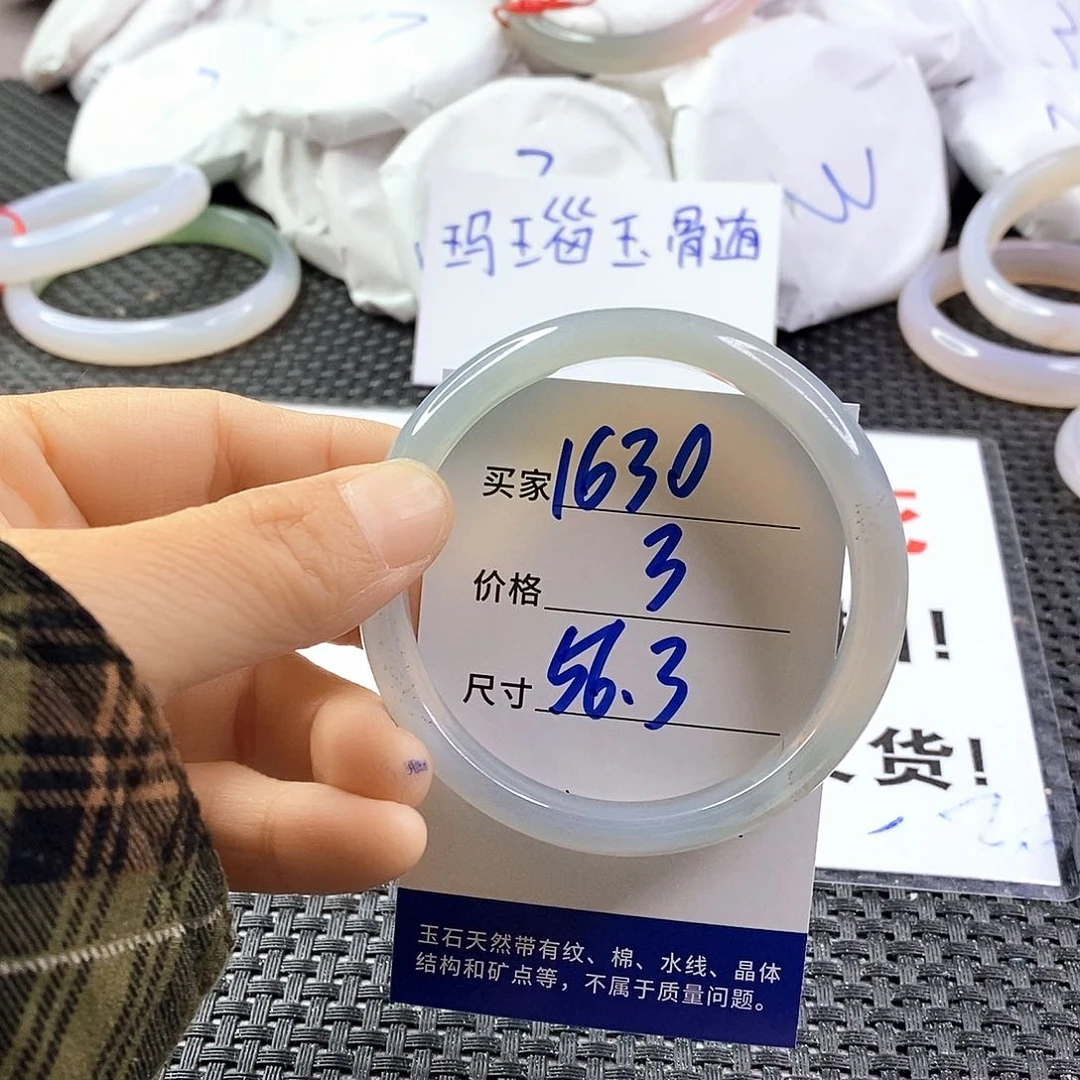 玛瑙玉骨髄
买家1630
价格3
尺寸56.3
货！
玉石天然带有纹、棉、水线、晶体
结构和矿点等，不属于质量问题。